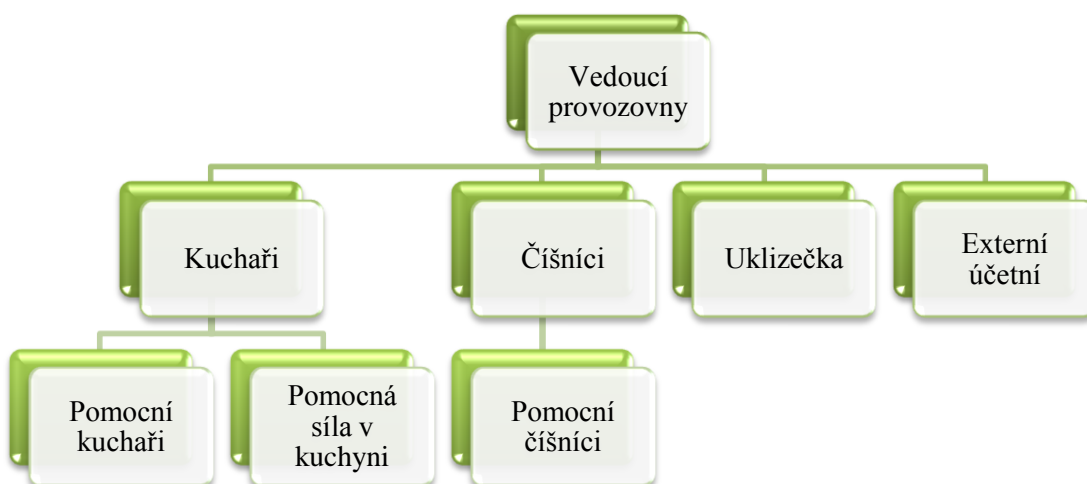 Vedoucí
provozovny
Kuchaři
Číšníci
Uklizečka
Externí
účetní
Pomocní
kuchaři
Pomocná
síla v
kuchyni
Pomocní
číšníci